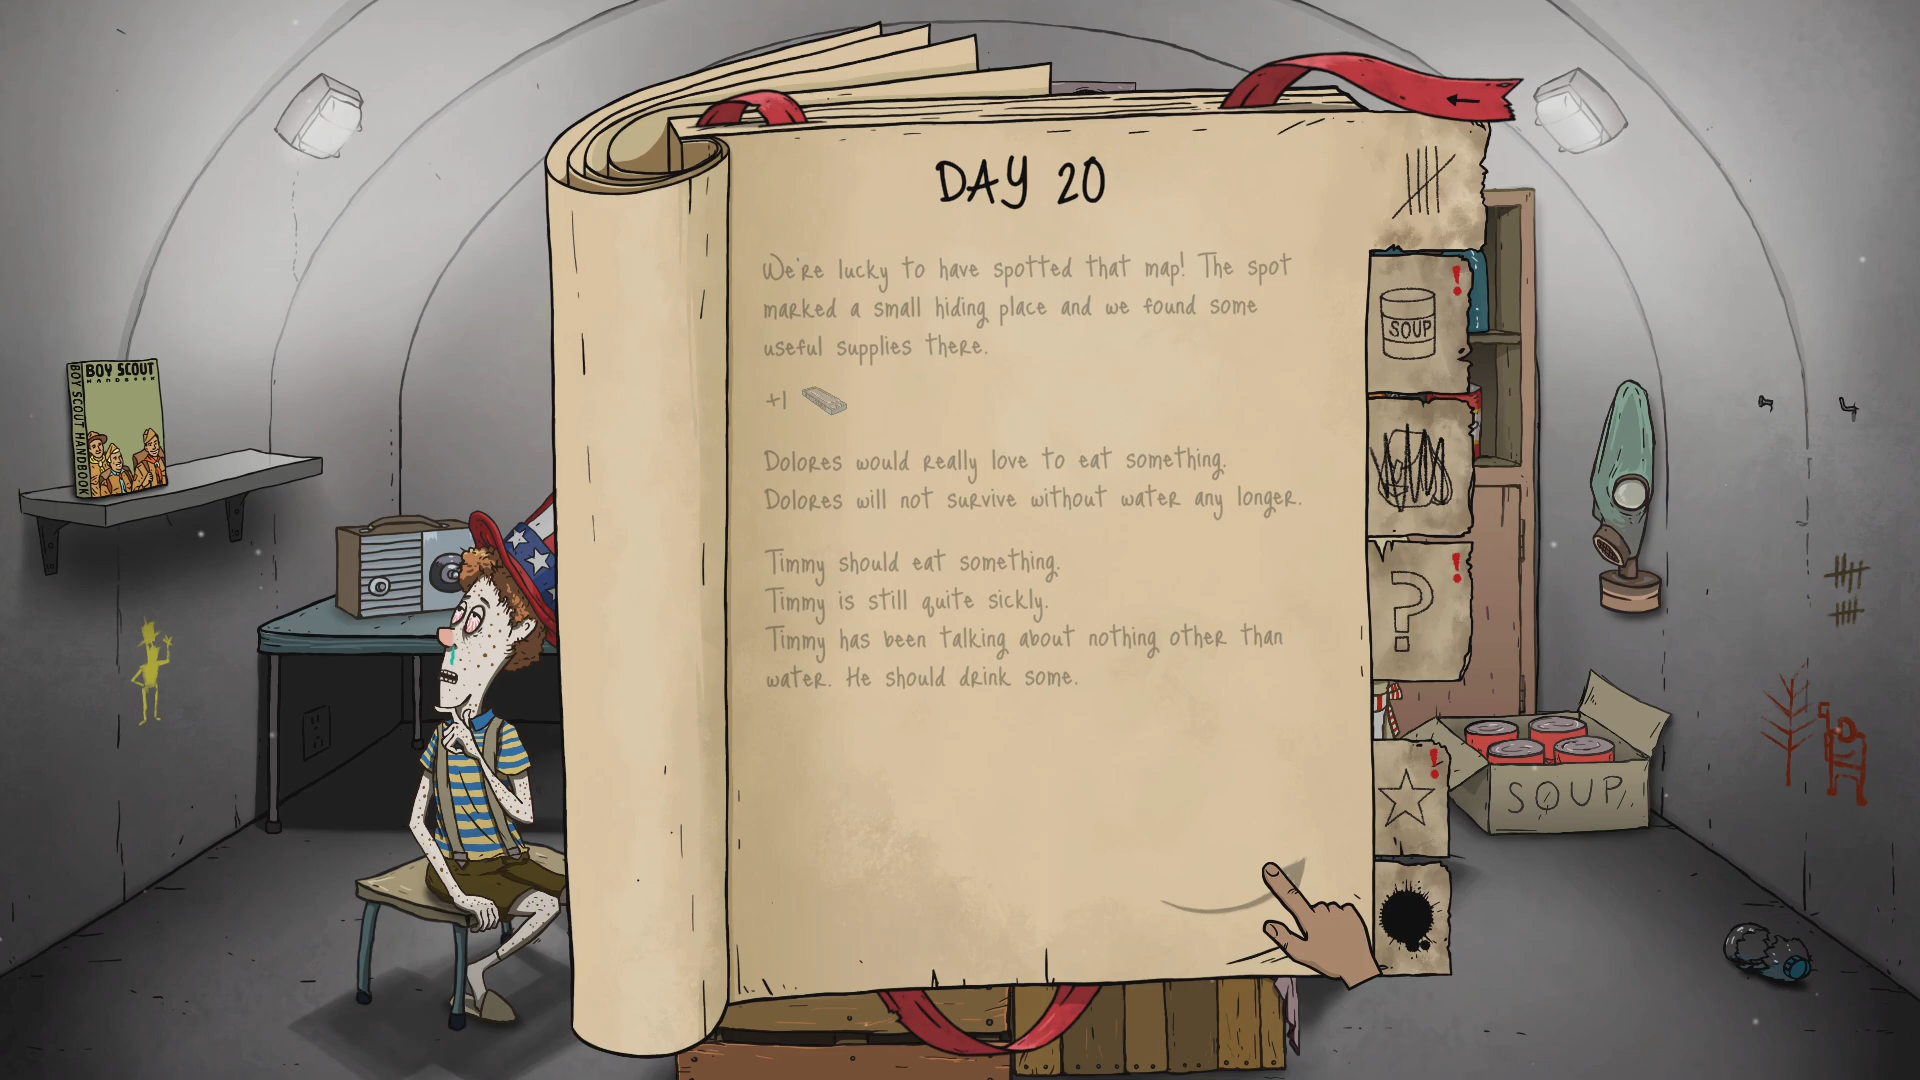 DAY 20
We're lucky to have spotted that map! The spot
marked a small hiding place and we found some
useful supplies there.
+1
Dolores would really love to eat something.
Dolores will not survive without water any longer.
Timmy should eat something.
Timmy is still quite sickly.
Timmy has been talking about nothing other than
water. He should drink some.
!
SOUP
!
?
!
BOY SCOUT
HANDBOOK
BOY SCOUT HANDBOOK
SOUP